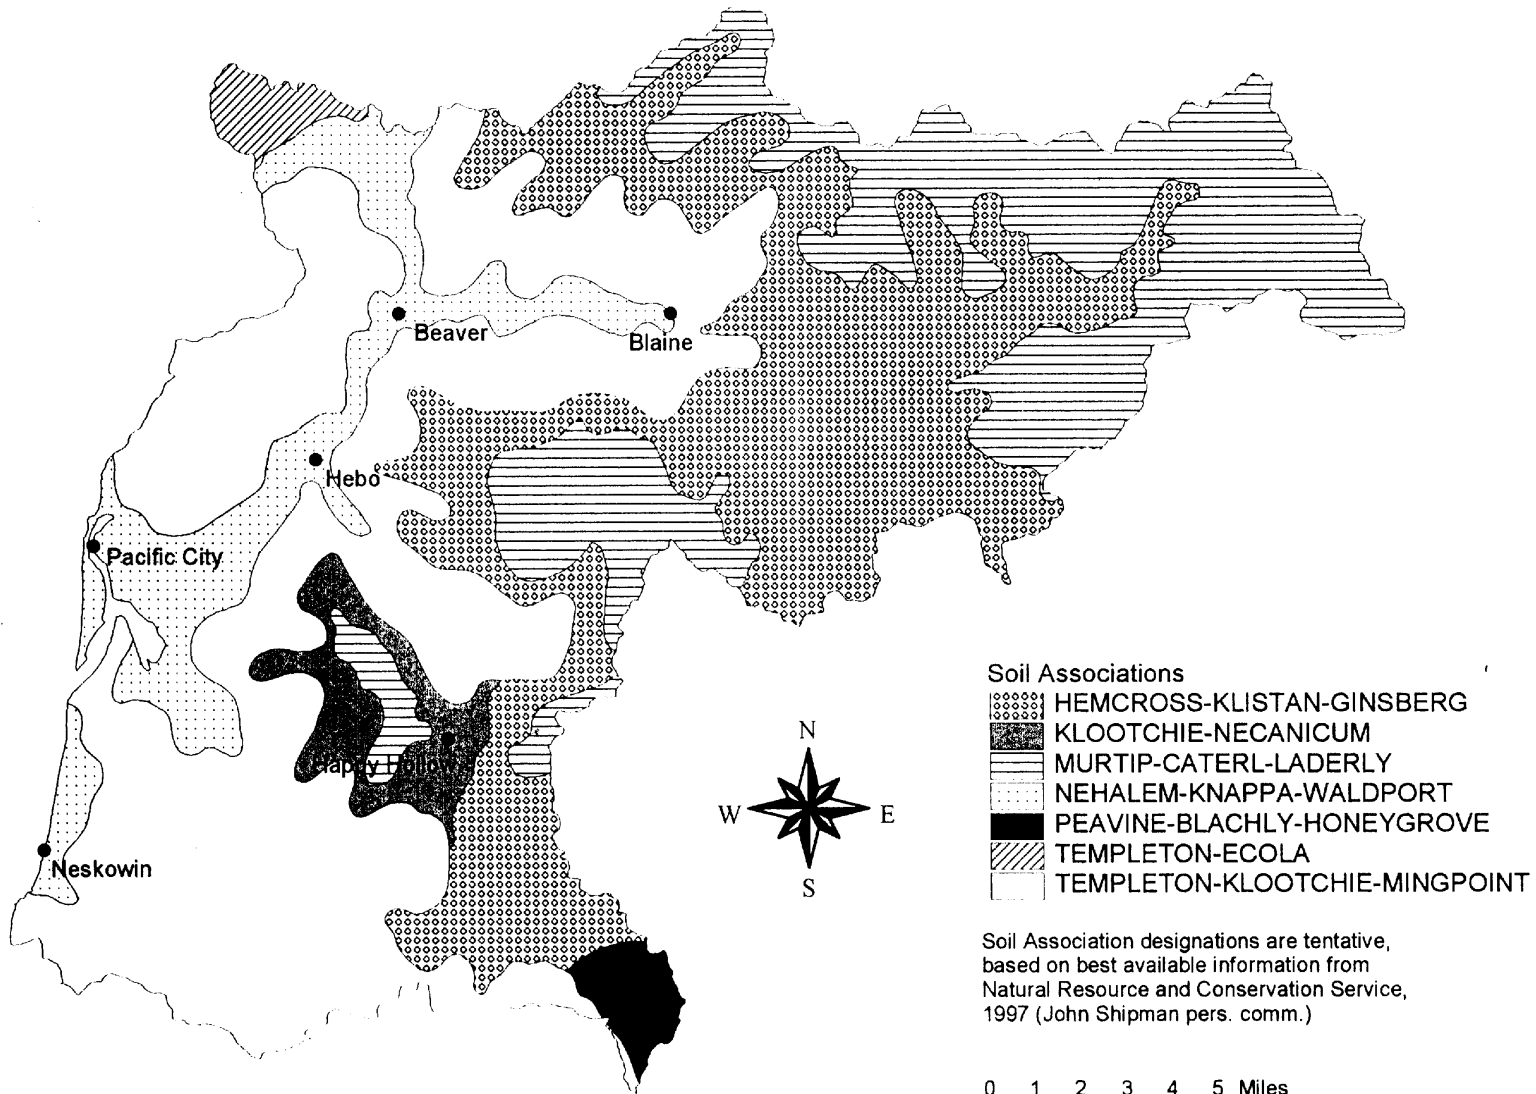 Beaver
Blaine
Hebo
Pacific City
Happy Hollow
Neskowin
N
W
E
S
Soil Associations
HEMCROSS-KLISTAN-GINSBERG
KLOOTCHIE-NECANICUM
MURTIP-CATERL-LADERLY
NEHALEM-KNAPPA-WALDPORT
PEAVINE-BLACHLY-HONEYGROVE
TEMPLETON-ECOLA
TEMPLETON-KLOOTCHIE-MINGPOINT
Soil Association designations are tentative,
based on best available information from
Natural Resource and Conservation Service,
1997 (John Shipman pers. comm.)
0 1 2 3 4 5 Miles